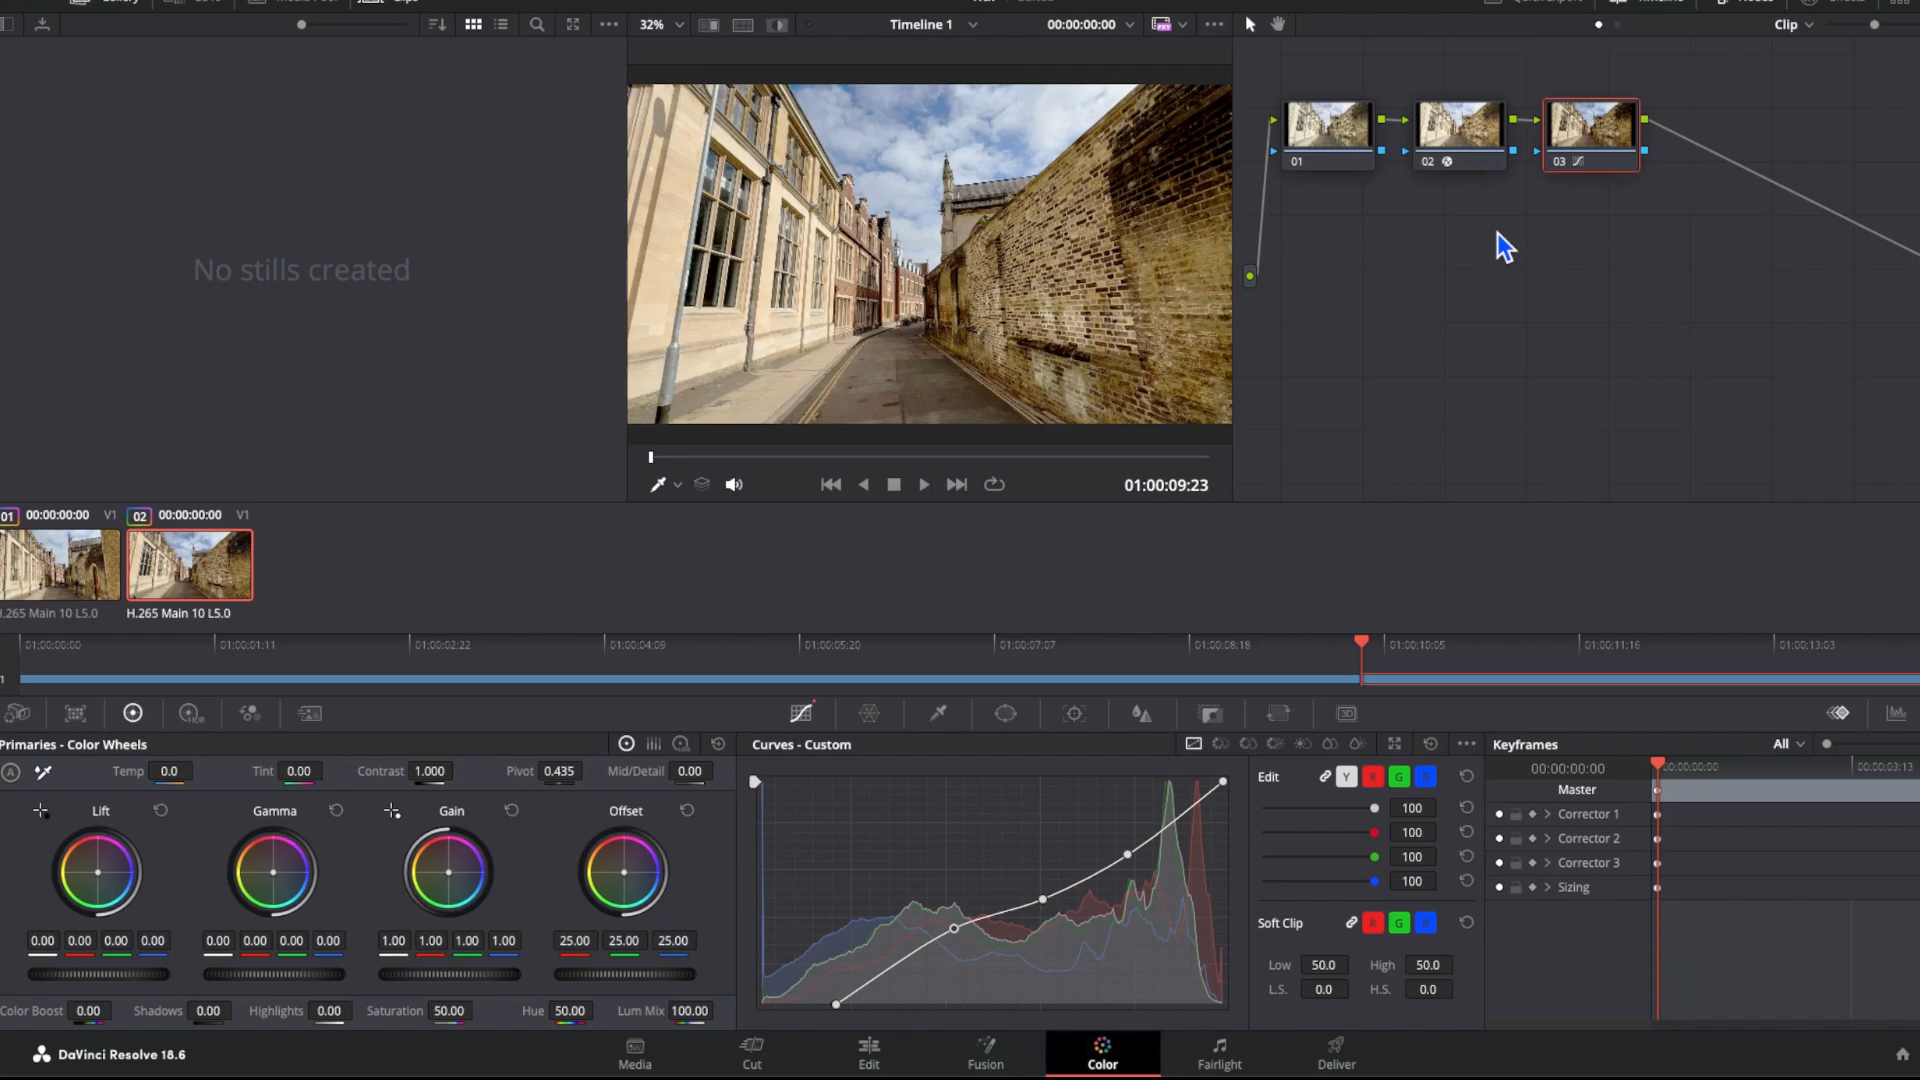 32%
Timeline 1
00:00:00:00
Clip
01
02
03
No stills created
01:00:09:23
01 00:00:00:00 V1
02 00:00:00:00 V1
H.265 Main 10 L5.0
H.265 Main 10 L5.0
01:00:00:00
01:00:01:11
01:00:02:22
01:00:04:09
01:00:05:20
01:00:07:07
01:00:08:18
01:00:10:05
01:00:11:16
01:00:13:03
1
HDR
3D
Primaries - Color Wheels
Curves - Custom
Keyframes
All
A
Temp 0.0
Tint 0.00
Contrast 1.000
Pivot 0.435
Mid/Detail 0.00
Lift
Gamma
Gain
Offset
0.00 0.00 0.00 0.00
0.00 0.00 0.00 0.00
1.00 1.00 1.00 1.00
25.00 25.00 25.00
Color Boost 0.00
Shadows 0.00
Highlights 0.00
Saturation 50.00
Hue 50.00
Lum Mix 100.00
Edit Y R G B
100
100
100
100
Soft Clip R G B
Low 50.0 High 50.0
L.S. 0.0 H.S. 0.0
00:00:00:00
00:00:00:00
00:00:03:13
Master
Corrector 1
Corrector 2
Corrector 3
Sizing
DaVinci Resolve 18.6
Media
Cut
Edit
Fusion
Color
Fairlight
Deliver